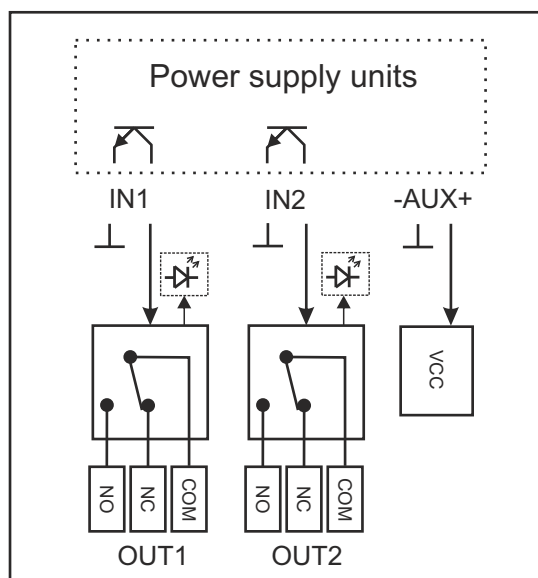 Power supply units
IN1 IN2 -AUX+
VCC
NO NC COM NO NC COM
OUT1 OUT2